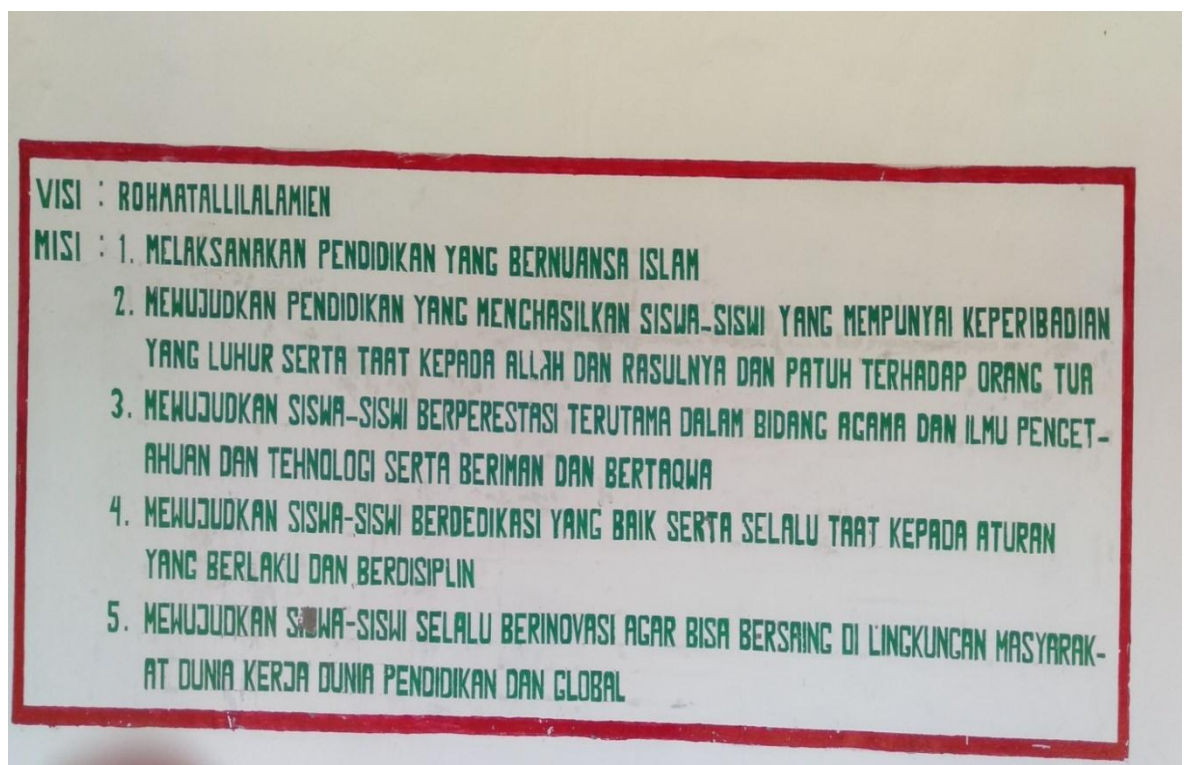 VISI : ROHMATALLILALAMIEN
MISI : 1. MELAKSANAKAN PENDIDIKAN YANG BERNUANSA ISLAM
2. MEWUJUDKAN PENDIDIKAN YANG MENGHASILKAN SISWA-SISWI YANG MEMPUNYAI KEPERIBADIAN
YANG LUHUR SERTA TAAT KEPADA ALLAH DAN RASULNYA DAN PATUH TERHADAP ORANG TUA
3. MEWUJUDKAN SISWA-SISWI BERPERESTASI TERUTAMA DALAM BIDANG AGAMA DAN ILMU PENGET-
AHUAN DAN TEHNOLOGI SERTA BERIMAN DAN BERTAQWA
4. MEWUJUDKAN SISWA-SISWI BERDEDIKASI YANG BAIK SERTA SELALU TAAT KEPADA ATURAN
YANG BERLAKU DAN BERDISIPLIN
5. MEWUJUDKAN SISWA-SISWI SELALU BERINOVASI AGAR BISA BERSAING DI LINGKUNGAN MASYARAK-
AT DUNIA KERJA DUNIA PENDIDIKAN DAN GLOBAL